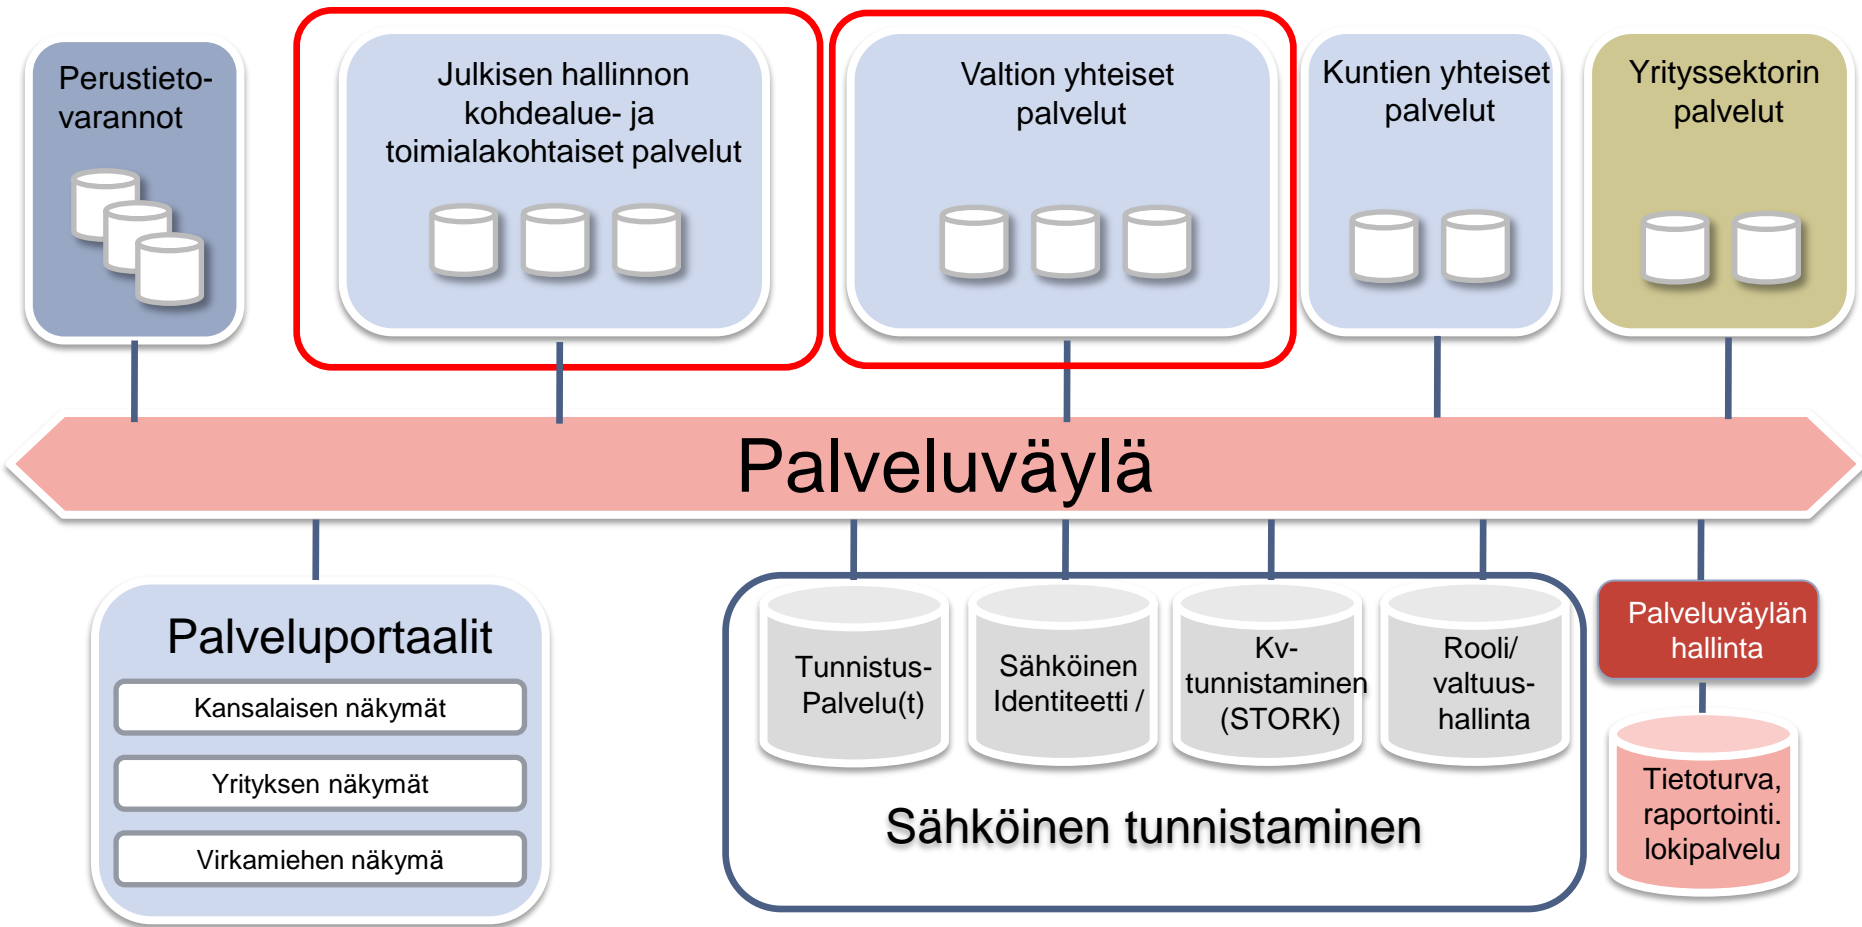 Perustieto-
varannot
Julkisen hallinnon
kohdealue- ja
toimialakohtaiset palvelut
Valtion yhteiset
palvelut
Kuntien yhteiset
palvelut
Yrityssektorin
palvelut
Palveluväylä
Palveluportaalit
Kansalaisen näkymät
Yrityksen näkymät
Virkamiehen näkymä
Tunnistus-
Palvelu(t)
Sähköinen
Identiteetti /
Kv-
tunnistaminen
(STORK)
Rooli/
valtuus-
hallinta
Sähköinen tunnistaminen
Palveluväylän
hallinta
Tietoturva,
raportointi.
lokipalvelu